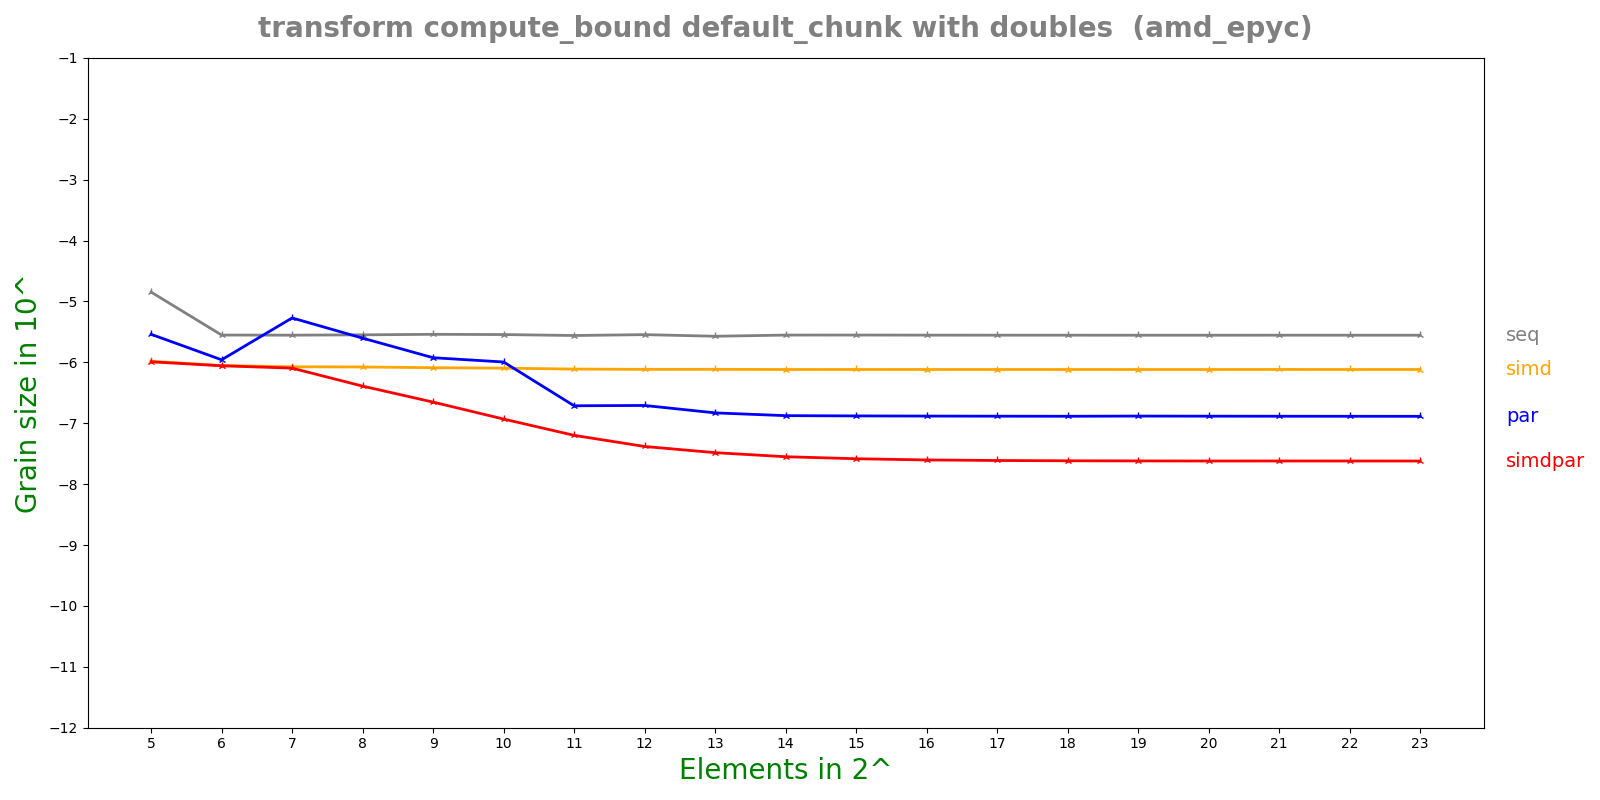 transform compute_bound default_chunk with doubles  (amd_epyc)
−1
−2
−3
−4
−5
−6
−7
−8
−9
−10
−11
−12
Grain size in 10^
seq
simd
par
simdpar
5 6 7 8 9 10 11 12 13 14 15 16 17 18 19 20 21 22 23
Elements in 2^